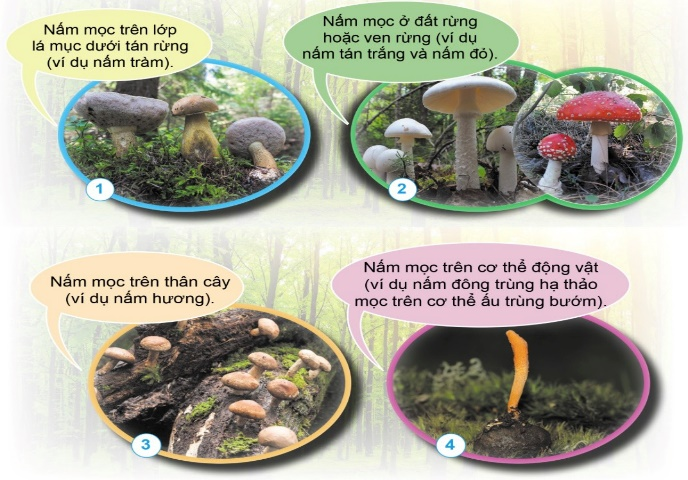 Nấm mọc trên lớp
lá mục dưới tán rừng
(ví dụ nấm tràm).
1
Nấm mọc ở đất rừng
hoặc ven rừng (ví dụ
nấm tán trắng và nấm đỏ).
2
Nấm mọc trên thân cây
(ví dụ nấm hương).
3
Nấm mọc trên cơ thể động vật
(ví dụ nấm đông trùng hạ thảo
mọc trên cơ thể ấu trùng bướm).
4